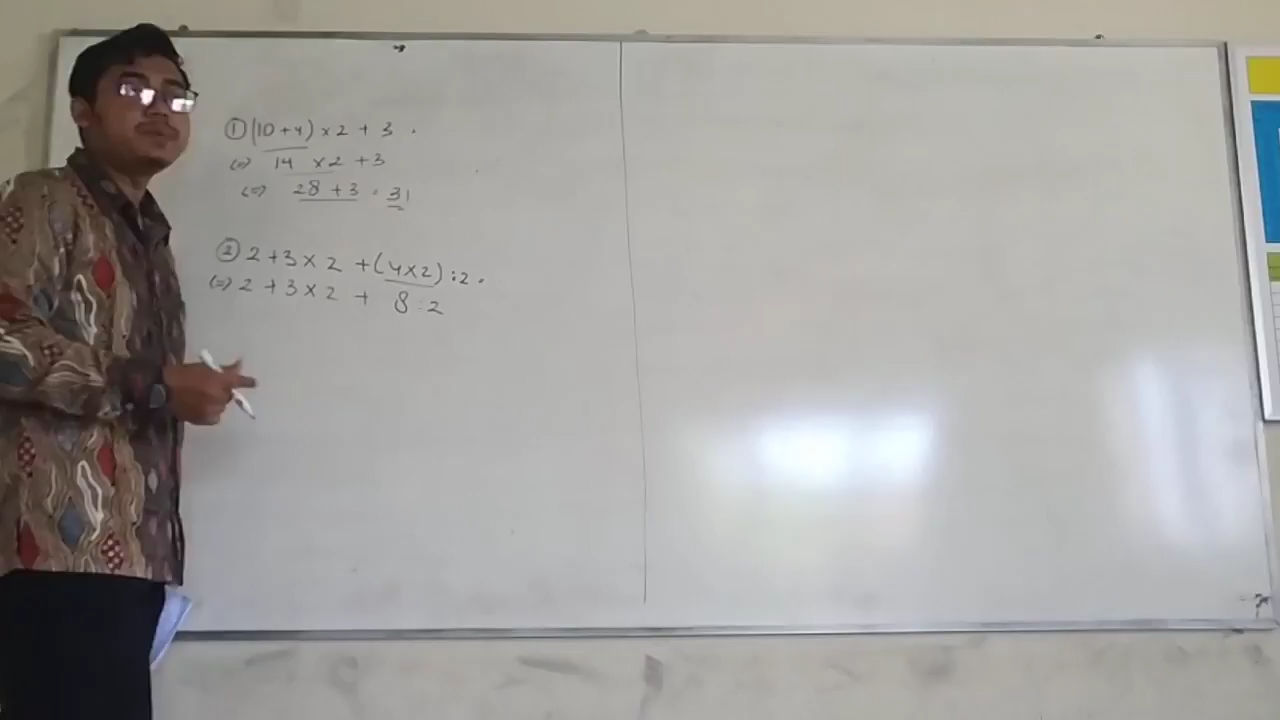 ① (10+4) × 2 + 3 .
(=) 14 × 2 + 3
(=) 28 + 3 = 31
② 2 + 3 × 2 + (4×2) : 2 .
(=) 2 + 3 × 2 + 8 : 2